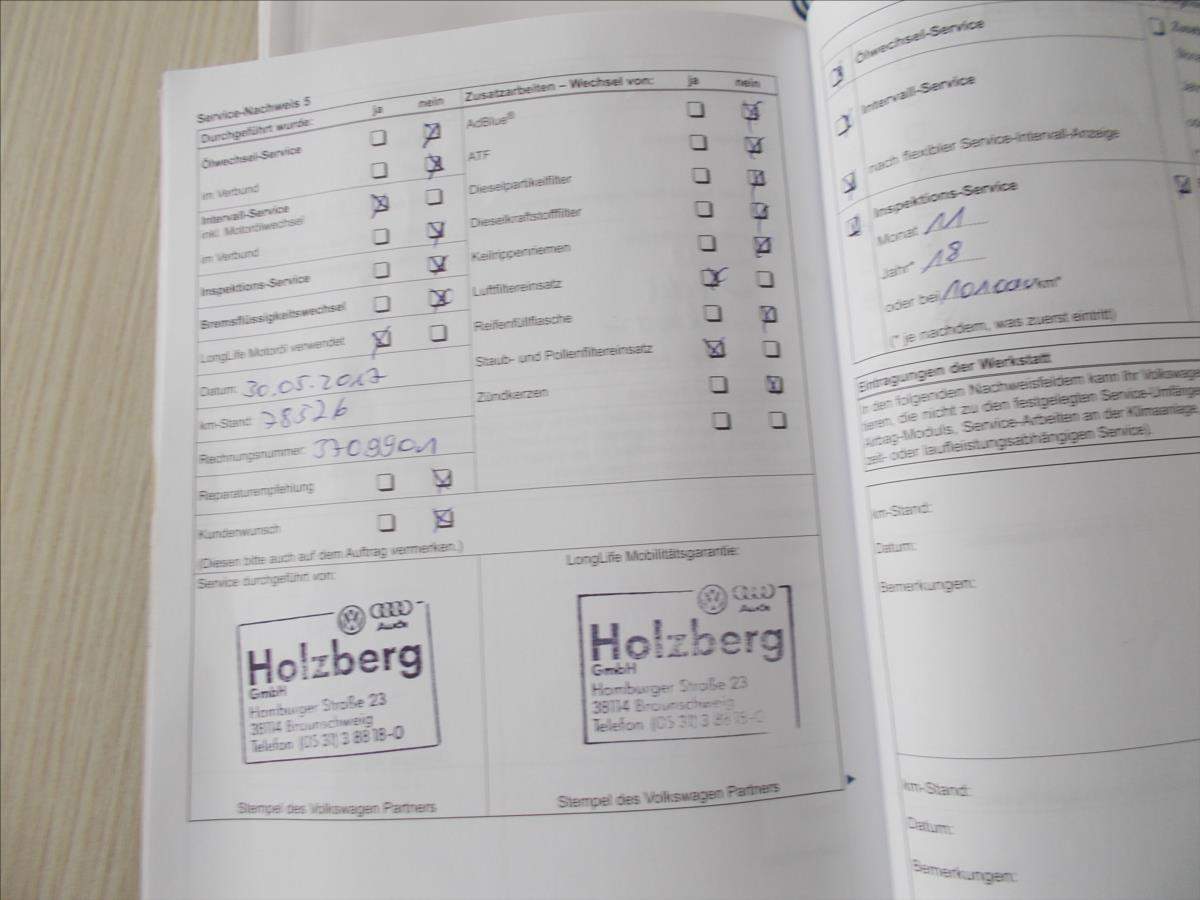 Service-Nachweis 5
Durchgeführt wurde: ja nein
Ölwechsel-Service
im Verbund
Intervall-Service
inkl. Motorölwechsel
im Verbund
Inspektions-Service
Bremsflüssigkeitswechsel
LongLife Motoröl verwendet
Datum: 30.05.2017
km-Stand: 78326
Rechnungsnummer: 3709901
Reparaturempfehlung
Kundenwunsch
(Diesen bitte auch auf dem Auftrag vermerken.)
Zusatzarbeiten – Wechsel von: ja nein
AdBlue®
ATF
Dieselpartikelfilter
Dieselkraftstofffilter
Keilrippenriemen
Luftfiltereinsatz
Reifenfüllflasche
Staub- und Pollenfiltereinsatz
Zündkerzen
Service durchgeführt von:
Audi
Holzberg
GmbH
Hamburger Straße 23
38114 Braunschweig
Telefon (05 31) 3 88 18-0
Stempel des Volkswagen Partners
LongLife Mobilitätsgarantie:
Audi
Holzberg
GmbH
Hamburger Straße 23
38114 Braunschweig
Telefon (05 31) 3 88 18-0
Stempel des Volkswagen Partners
Ölwechsel-Service
Intervall-Service
nach flexibler Service-Intervall-Anzeige
Inspektions-Service
Monat 11
Jahr* 18
oder bei km*
(* je nachdem, was zuerst eintritt)
Eintragungen der Werkstatt
In den folgenden Nachweisfeldern kann Ihr Volkswagen
tieren, die nicht zu den festgelegten Service-Umfäng
Airbag-Moduls, Service-Arbeiten an der Klimaanlage
zeit- oder laufleistungsabhängigen Service).
km-Stand:
Datum:
Bemerkungen:
km-Stand:
Datum:
Bemerkungen: